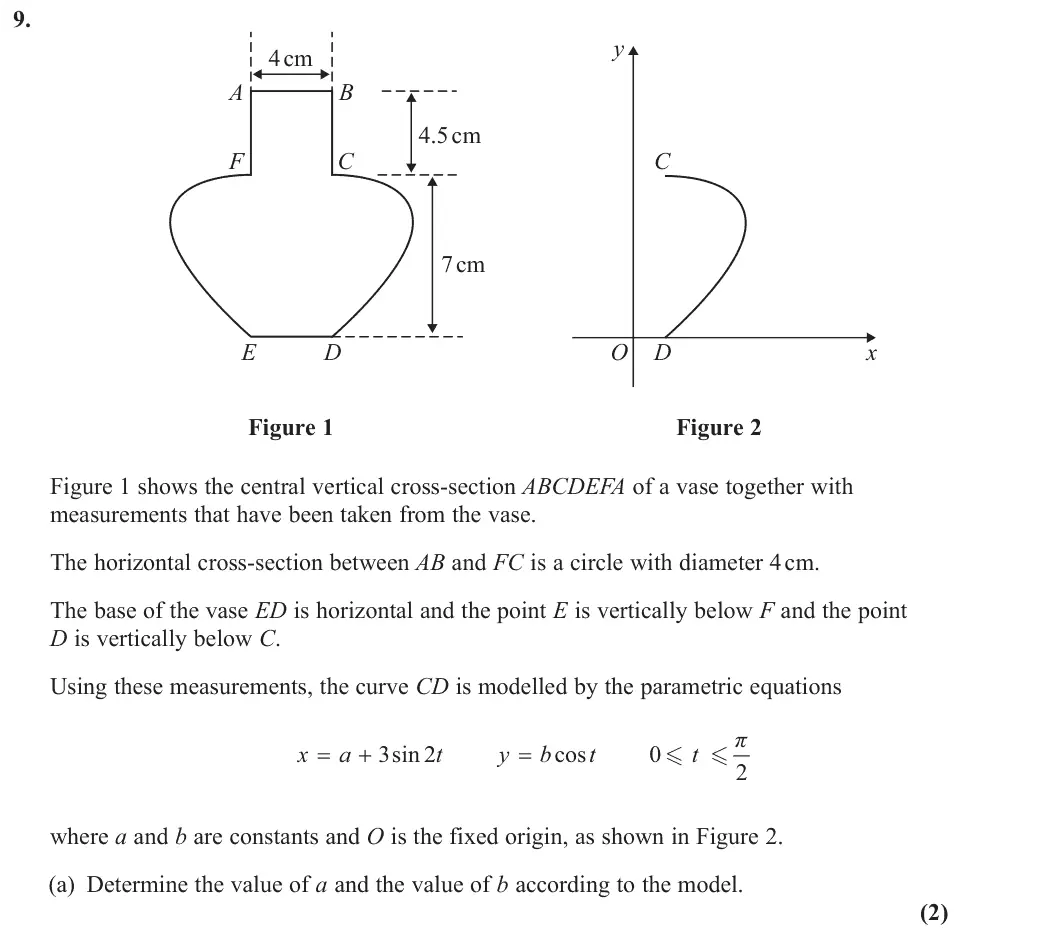 9.
4 cm
A
B
4.5 cm
F
C
7 cm
E
D
Figure 1
y
C
O
D
x
Figure 2
Figure 1 shows the central vertical cross-section ABCDEFA of a vase together with
measurements that have been taken from the vase.
The horizontal cross-section between AB and FC is a circle with diameter 4 cm.
The base of the vase ED is horizontal and the point E is vertically below F and the point
D is vertically below C.
Using these measurements, the curve CD is modelled by the parametric equations
x = a + 3 sin 2t y = b cos t 0 ⩽ t ⩽ π/2
where a and b are constants and O is the fixed origin, as shown in Figure 2.
(a) Determine the value of a and the value of b according to the model.
(2)